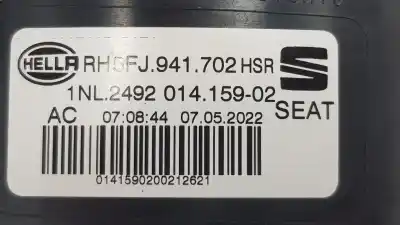 HELLA RH5FJ.941.702 HSR
1NL.2492 014.159-02
SEAT
AC 07:08:44 07.05.2022
0141590200212621